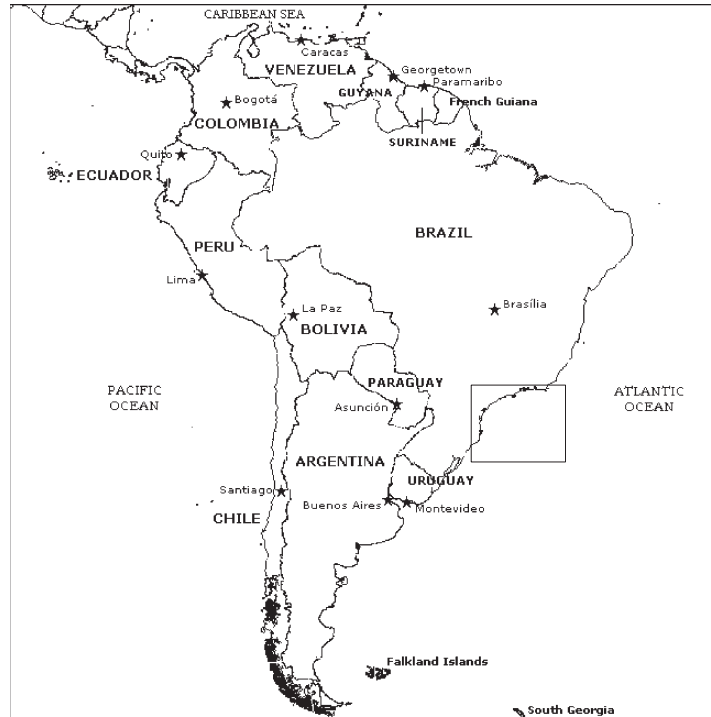 CARIBBEAN SEA
Caracas
VENEZUELA
Georgetown
Paramaribo
GUYANA
French Guiana
Bogotá
COLOMBIA
SURINAME
Quito
ECUADOR
BRAZIL
PERU
Lima
Brasília
La Paz
BOLIVIA
PACIFIC
OCEAN
PARAGUAY
ATLANTIC
OCEAN
Asunción
ARGENTINA
URUGUAY
Santiago
Buenos Aires
Montevideo
CHILE
Falkland Islands
South Georgia